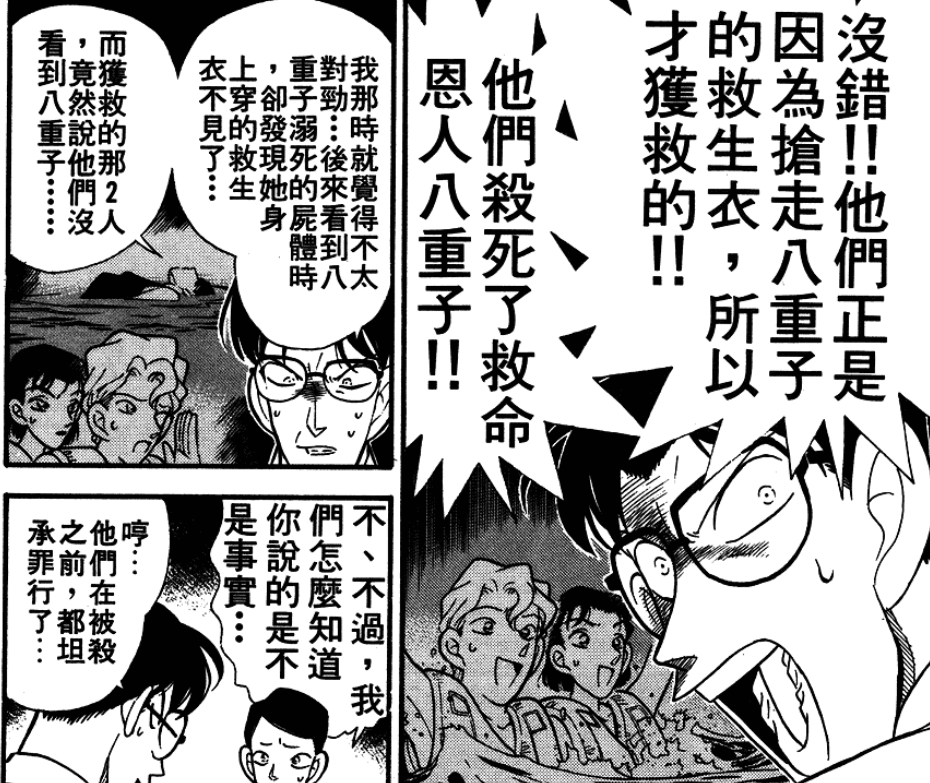 沒錯!!他們正是
因為搶走八重子
的救生衣，所以
才獲救的!!
他們殺死了救命
恩人八重子!!
我那時就覺得不太
對勁…後來看到八
重子溺死的屍體時
，卻發現她身
上穿的救生
衣不見了…
而獲救的那2人
，竟然說他們沒
看到八重子……
不、不過，我
們怎麼知道
你說的是不
是事實…
哼…
他們在被殺
之前，都坦
承罪行了…